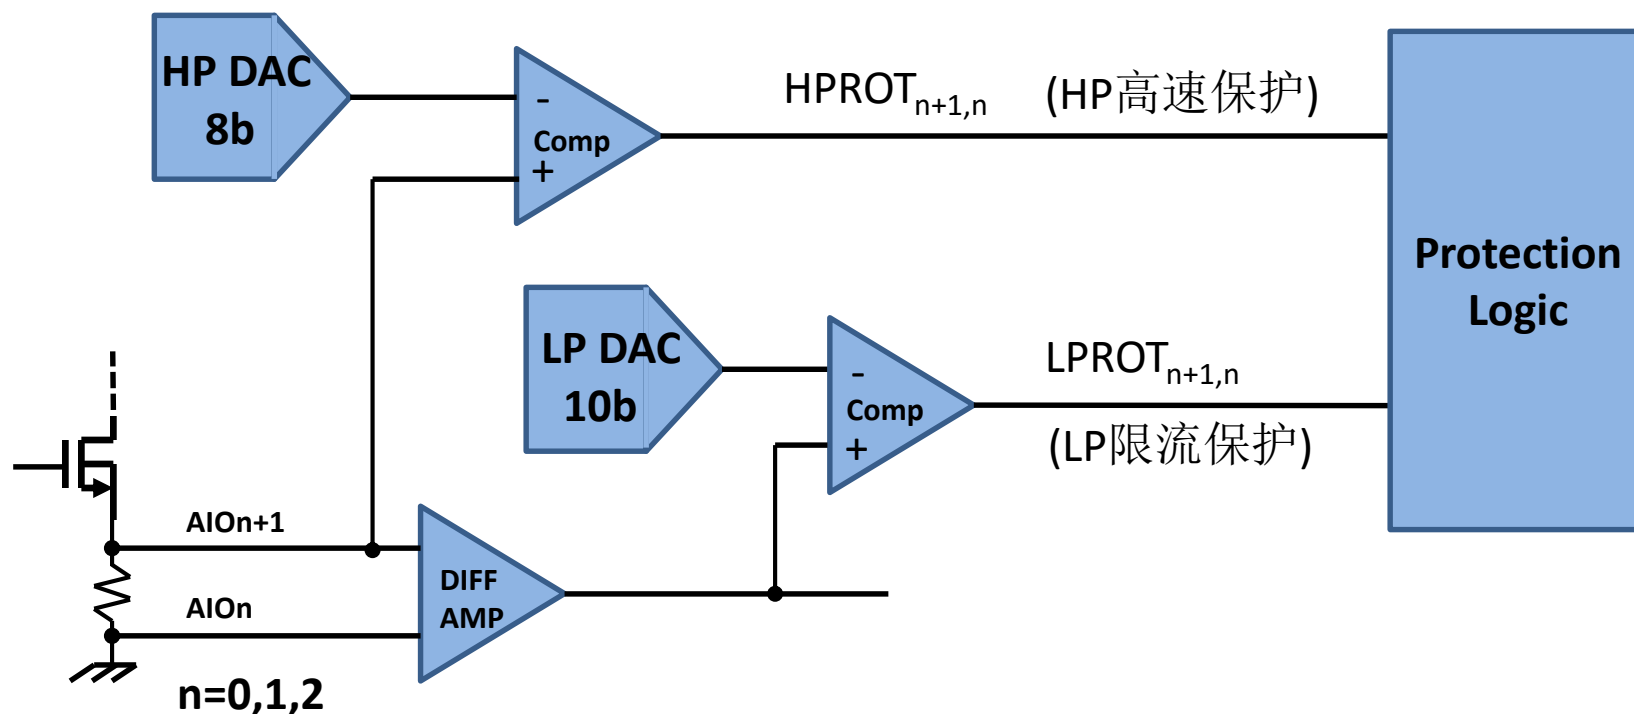 HP DAC
8b
-
Comp
+
HPROTn+1,n (HP高速保护)
Protection
Logic
LP DAC
10b
-
Comp
+
LPROTn+1,n
(LP限流保护)
AIOn+1
DIFF
AMP
AIOn
n=0,1,2